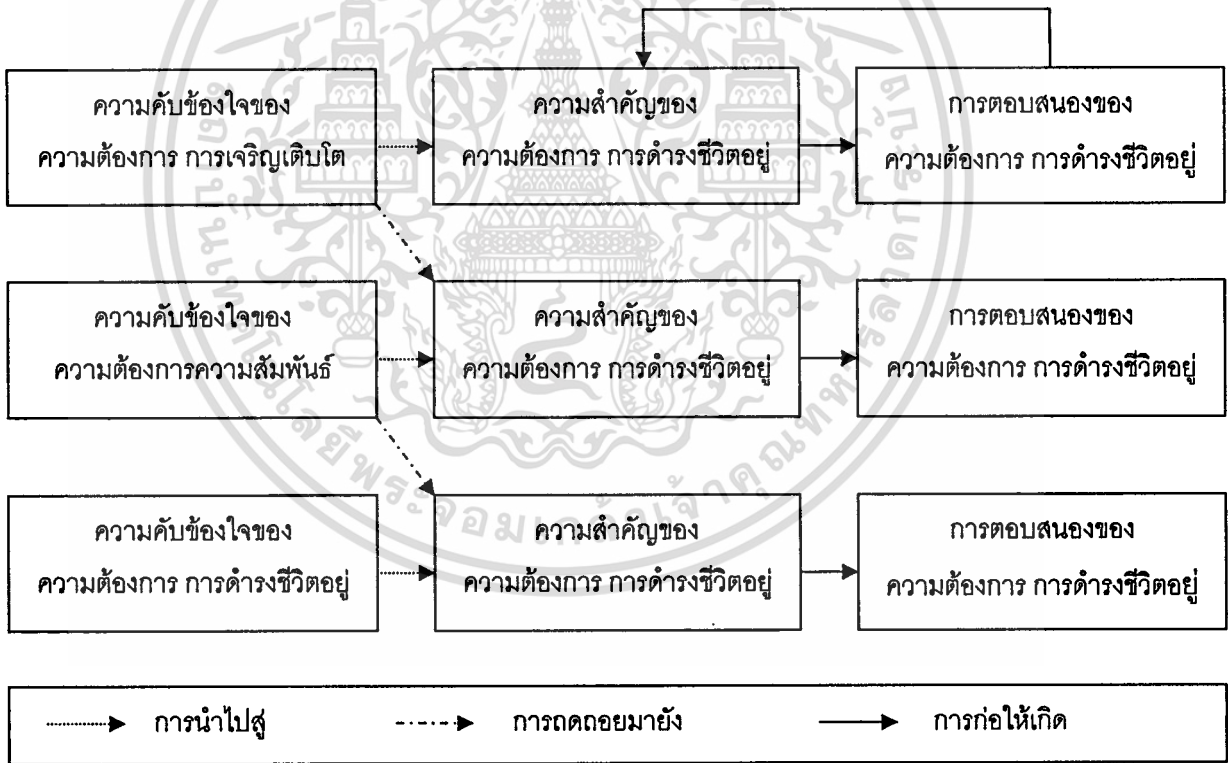 ความคับข้องใจของ
ความต้องการ การเจริญเติบโต
ความสำคัญของ
ความต้องการ การดำรงชีวิตอยู่
การตอบสนองของ
ความต้องการ การดำรงชีวิตอยู่
ความคับข้องใจของ
ความต้องการความสัมพันธ์
ความสำคัญของ
ความต้องการ การดำรงชีวิตอยู่
การตอบสนองของ
ความต้องการ การดำรงชีวิตอยู่
ความคับข้องใจของ
ความต้องการ การดำรงชีวิตอยู่
ความสำคัญของ
ความต้องการ การดำรงชีวิตอยู่
การตอบสนองของ
ความต้องการ การดำรงชีวิตอยู่
การนำไปสู่
การถดถอยมายัง
การก่อให้เกิด